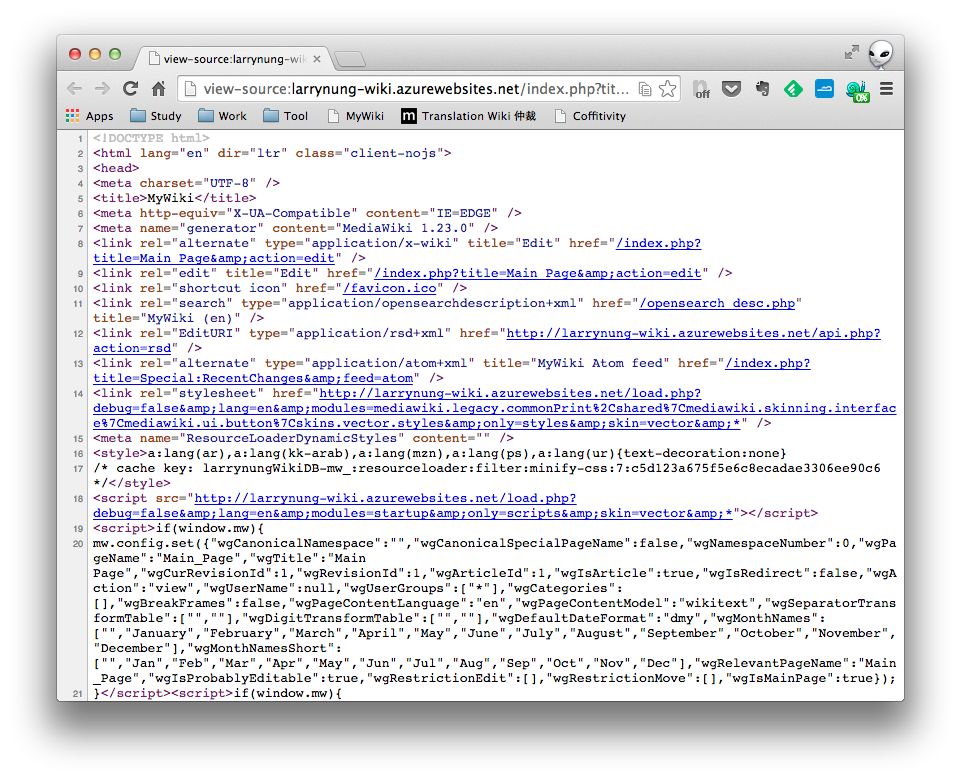 view-source:larrynung-wik
view-source:larrynung-wiki.azurewebsites.net/index.php?tit...
off
0%
Apps Study Work Tool MyWiki m Translation Wiki 仲裁 Coffitivity
1 <!DOCTYPE html>
2 <html lang="en" dir="ltr" class="client-nojs">
3 <head>
4 <meta charset="UTF-8" />
5 <title>MyWiki</title>
6 <meta http-equiv="X-UA-Compatible" content="IE=EDGE" />
7 <meta name="generator" content="MediaWiki 1.23.0" />
8 <link rel="alternate" type="application/x-wiki" title="Edit" href="/index.php?
title=Main_Page&amp;action=edit" />
9 <link rel="edit" title="Edit" href="/index.php?title=Main_Page&amp;action=edit" />
10 <link rel="shortcut icon" href="/favicon.ico" />
11 <link rel="search" type="application/opensearchdescription+xml" href="/opensearch_desc.php"
title="MyWiki (en)" />
12 <link rel="EditURI" type="application/rsd+xml" href="http://larrynung-wiki.azurewebsites.net/api.php?
action=rsd" />
13 <link rel="alternate" type="application/atom+xml" title="MyWiki Atom feed" href="/index.php?
title=Special:RecentChanges&amp;feed=atom" />
14 <link rel="stylesheet" href="http://larrynung-wiki.azurewebsites.net/load.php?
debug=false&amp;lang=en&amp;modules=mediawiki.legacy.commonPrint%2Cshared%7Cmediawiki.skinning.interfac
e%7Cmediawiki.ui.button%7Cskins.vector.styles&amp;only=styles&amp;skin=vector&amp;*" />
15 <meta name="ResourceLoaderDynamicStyles" content="" />
16 <style>a:lang(ar),a:lang(kk-arab),a:lang(mzn),a:lang(ps),a:lang(ur){text-decoration:none}
17 /* cache key: larrynungWikiDB-mw_:resourceloader:filter:minify-css:7:c5d123a675f5e6c8ecadae3306ee90c6
*/</style>
18 <script src="http://larrynung-wiki.azurewebsites.net/load.php?
debug=false&amp;lang=en&amp;modules=startup&amp;only=scripts&amp;skin=vector&amp;*"></script>
19 <script>if(window.mw){
20 mw.config.set({"wgCanonicalNamespace":"","wgCanonicalSpecialPageName":false,"wgNamespaceNumber":0,"wgPa
geName":"Main_Page","wgTitle":"Main
Page","wgCurRevisionId":1,"wgRevisionId":1,"wgArticleId":1,"wgIsArticle":true,"wgIsRedirect":false,"wgA
ction":"view","wgUserName":null,"wgUserGroups":["*"],"wgCategories":
[],"wgBreakFrames":false,"wgPageContentLanguage":"en","wgPageContentModel":"wikitext","wgSeparatorTrans
formTable":["",""],"wgDigitTransformTable":["",""],"wgDefaultDateFormat":"dmy","wgMonthNames":
["","January","February","March","April","May","June","July","August","September","October","November",
"December"],"wgMonthNamesShort":
["","Jan","Feb","Mar","Apr","May","Jun","Jul","Aug","Sep","Oct","Nov","Dec"],"wgRelevantPageName":"Main
_Page","wgIsProbablyEditable":true,"wgRestrictionEdit":[],"wgRestrictionMove":[],"wgIsMainPage":true});
21 }</script><script>if(window.mw){